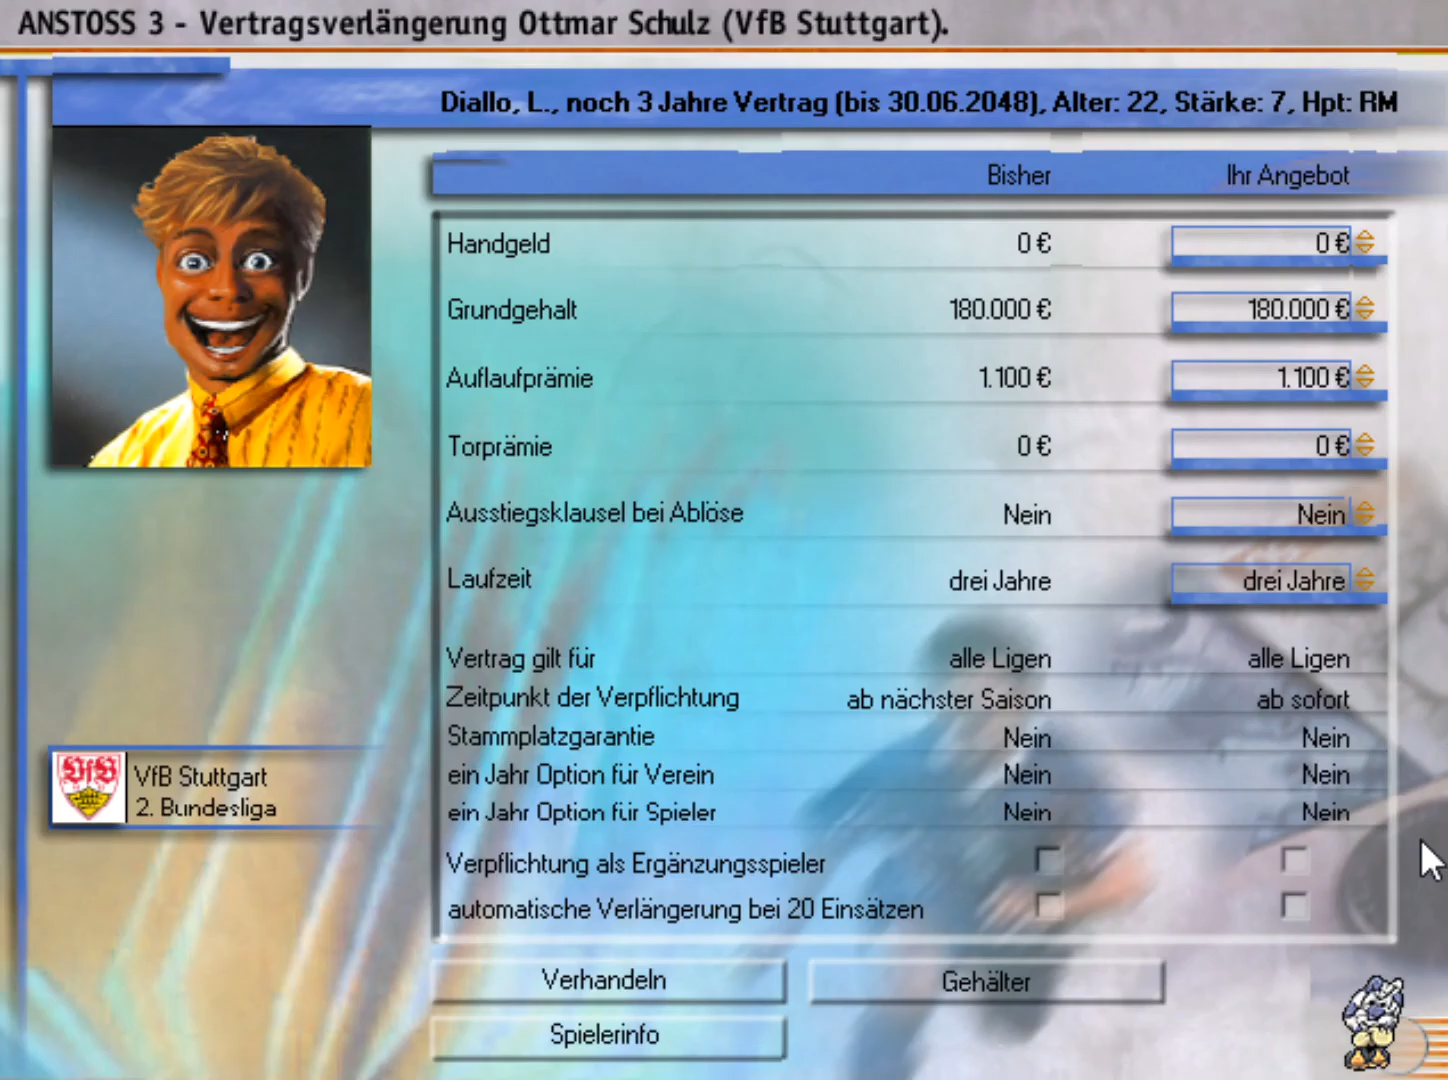 ANSTOSS 3 - Vertragsverlängerung Ottmar Schulz (VfB Stuttgart).
Diallo, L., noch 3 Jahre Vertrag (bis 30.06.2048), Alter: 22, Stärke: 7, Hpt: RM
Bisher Ihr Angebot
Handgeld 0 € 0 €
Grundgehalt 180.000 € 180.000 €
Auflaufprämie 1.100 € 1.100 €
Torprämie 0 € 0 €
Ausstiegsklausel bei Ablöse Nein Nein
Laufzeit drei Jahre drei Jahre
Vertrag gilt für alle Ligen alle Ligen
Zeitpunkt der Verpflichtung ab nächster Saison ab sofort
Stammplatzgarantie Nein Nein
ein Jahr Option für Verein Nein Nein
ein Jahr Option für Spieler Nein Nein
Verpflichtung als Ergänzungsspieler
automatische Verlängerung bei 20 Einsätzen
VfB
VfB Stuttgart
2. Bundesliga
Verhandeln Gehälter
Spielerinfo